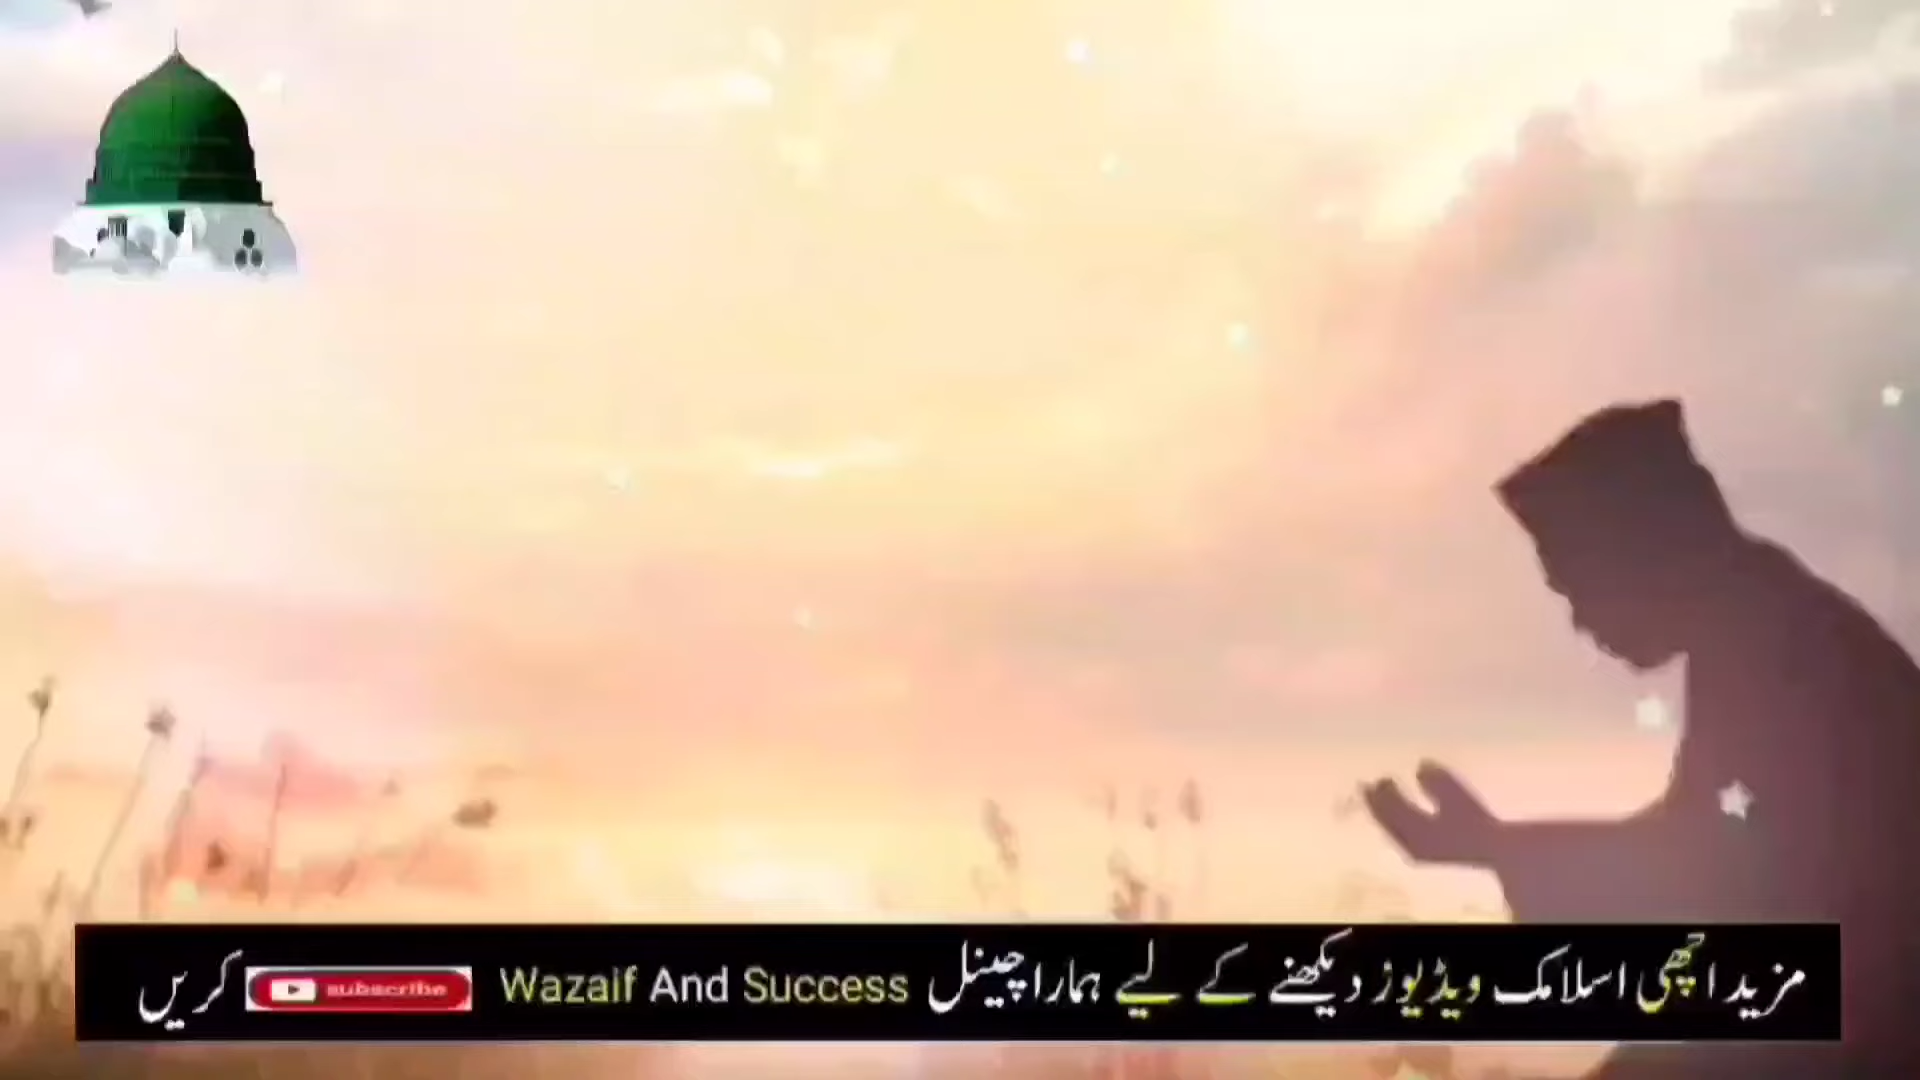 مزید اچھی اسلامک ویڈیوز دیکھنے کے لیے ہمارا چینل Wazaif And Success subscribe کریں